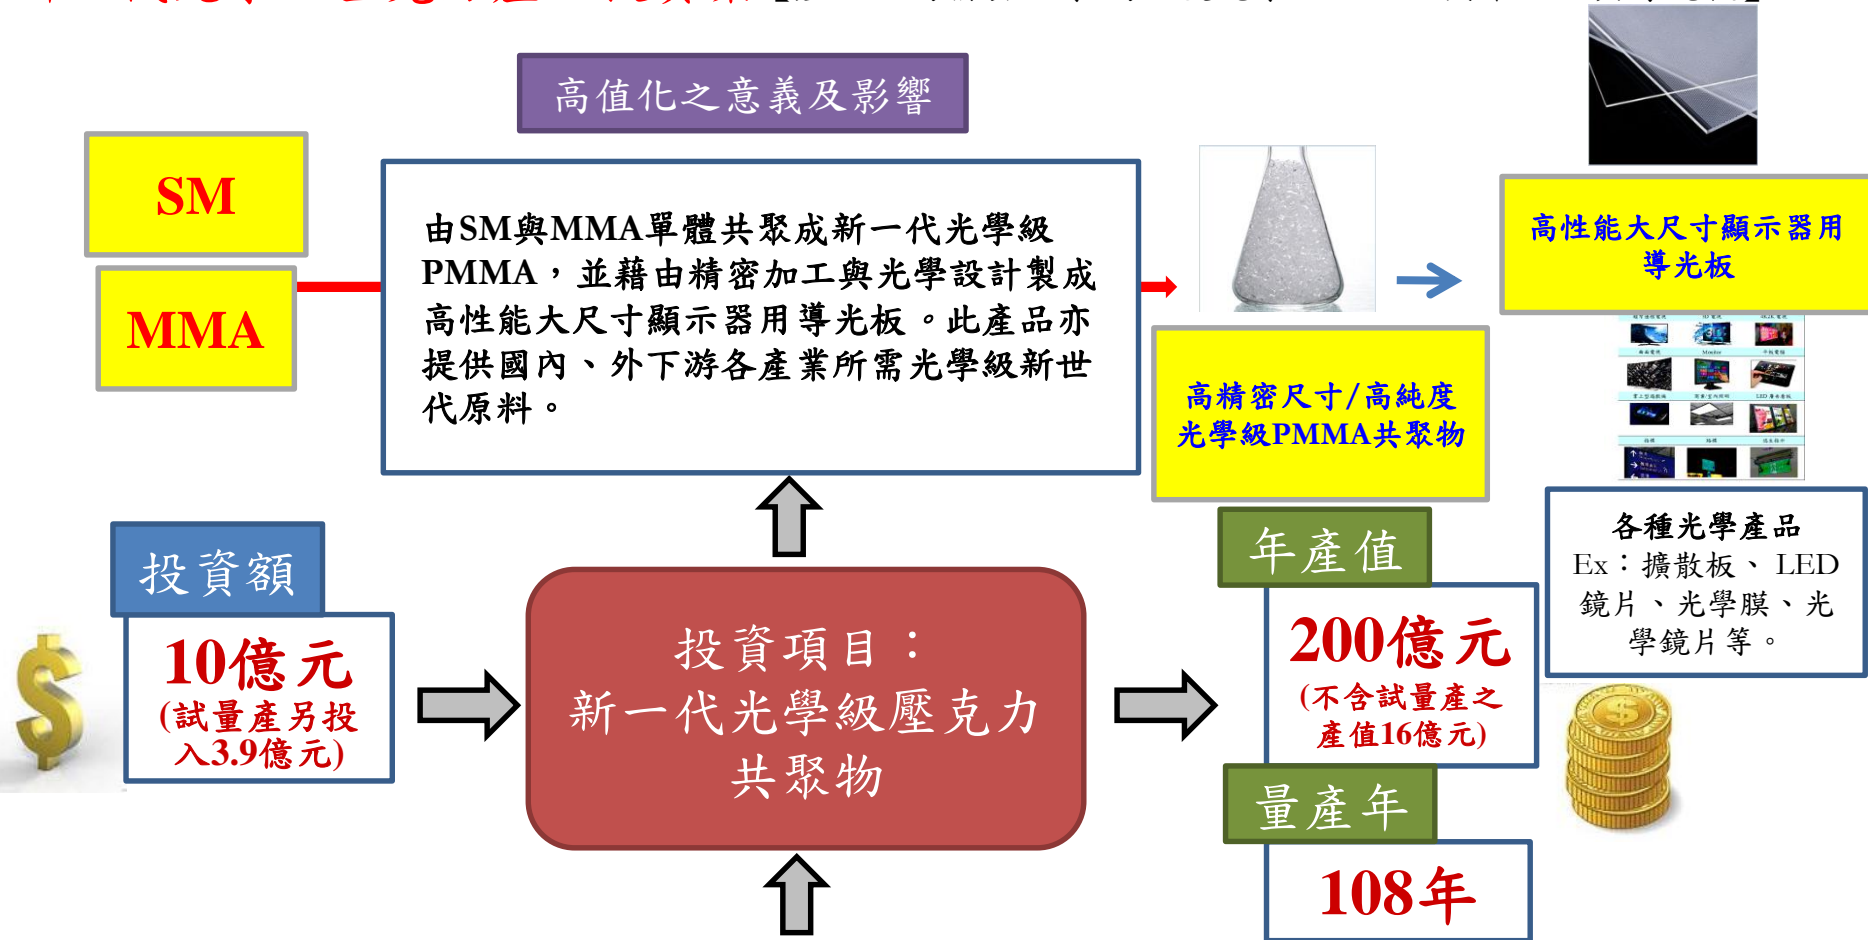 高值化之意義及影響
SM
MMA
由SM與MMA單體共聚成新一代光學級
PMMA，並藉由精密加工與光學設計製成
高性能大尺寸顯示器用導光板。此產品亦
提供國內、外下游各產業所需光學級新世
代原料。
高精密尺寸/高純度
光學級PMMA共聚物
高性能大尺寸顯示器用
導光板
曲面電視
Monitor
平板電腦
各種光學產品
Ex：擴散板、LED
鏡片、光學膜、光
學鏡片等。
投資額
10億元
(試量產另投
入3.9億元)
投資項目：
新一代光學級壓克力
共聚物
年產值
200億元
(不含試量產之
產值16億元)
量產年
108年